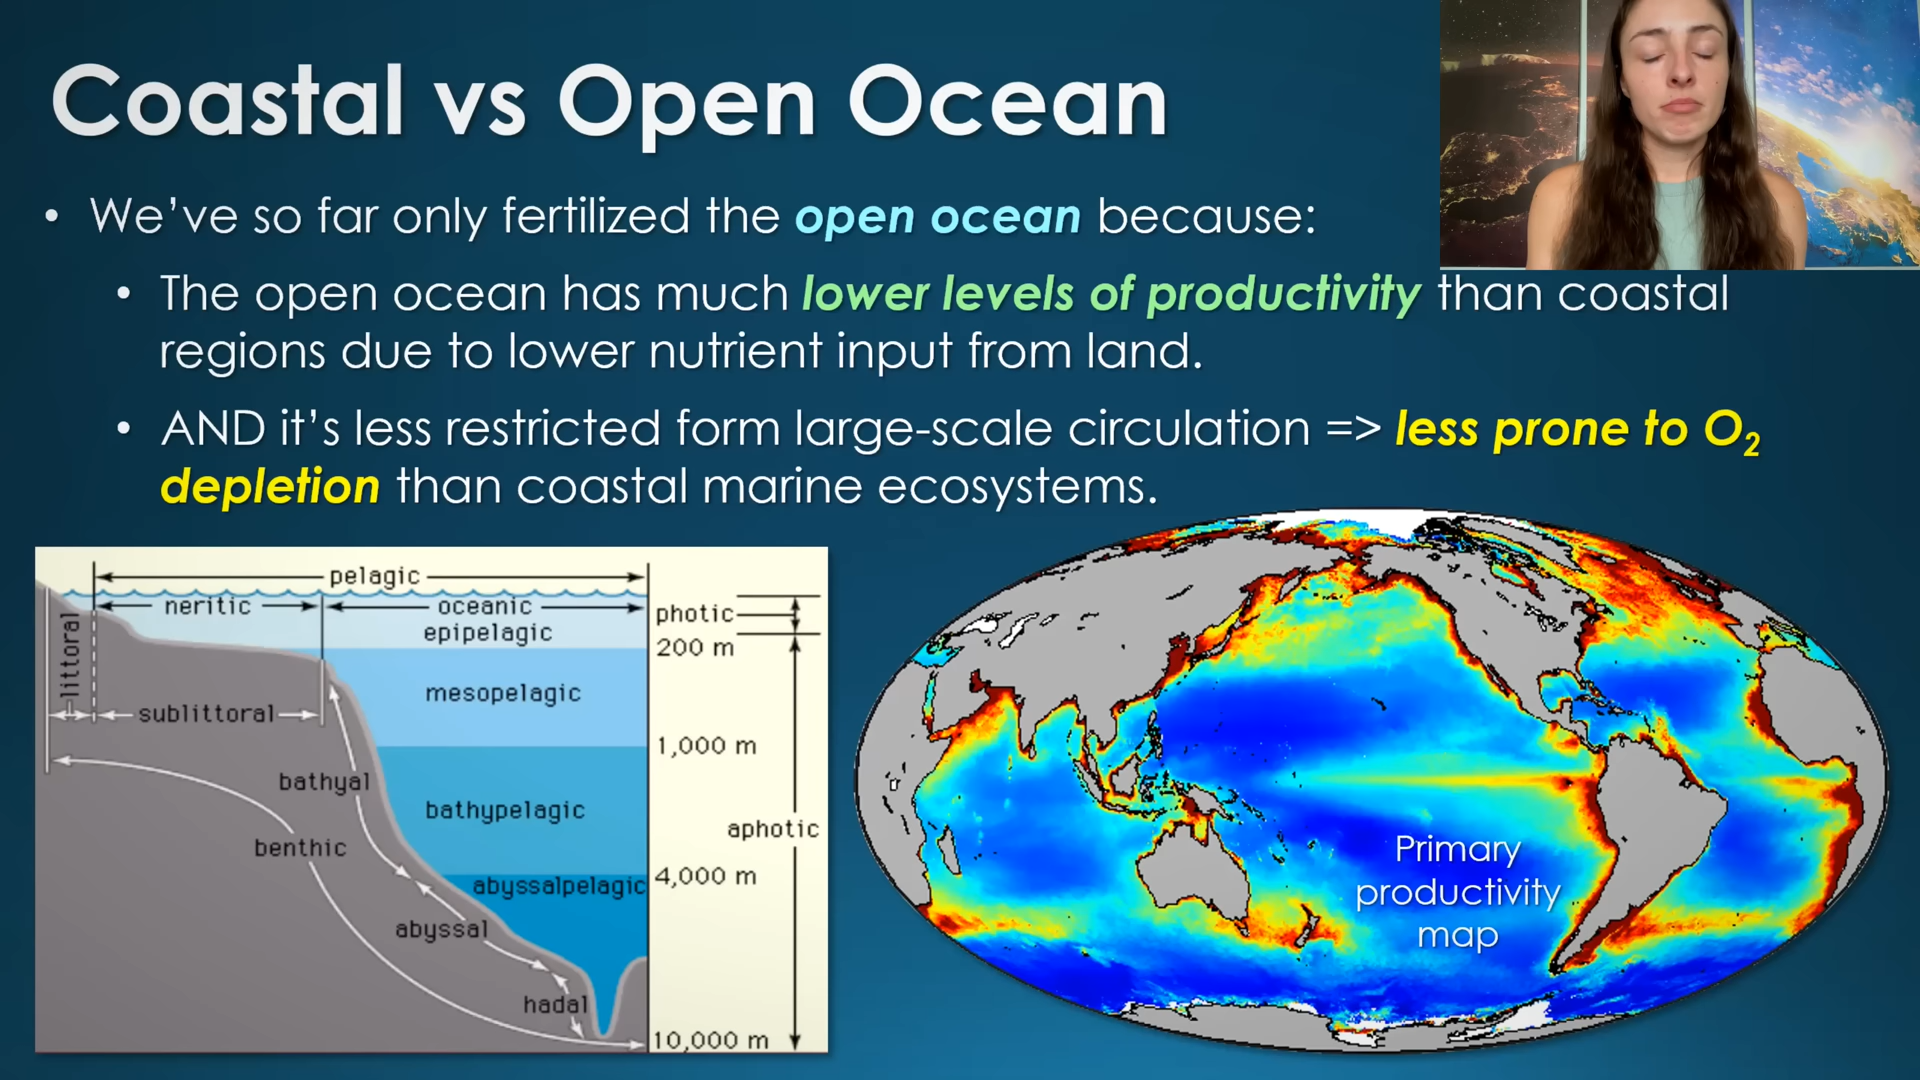 Coastal vs Open Ocean
• We’ve so far only fertilized the open ocean because:
• The open ocean has much lower levels of productivity than coastal
regions due to lower nutrient input from land.
• AND it’s less restricted form large-scale circulation => less prone to O₂
depletion than coastal marine ecosystems.
pelagic
neritic
oceanic
epipelagic
photic
200 m
littoral
sublittoral
mesopelagic
1,000 m
bathyal
bathypelagic
aphotic
benthic
abyssalpelagic
4,000 m
abyssal
hadal
10,000 m
Primary
productivity
map